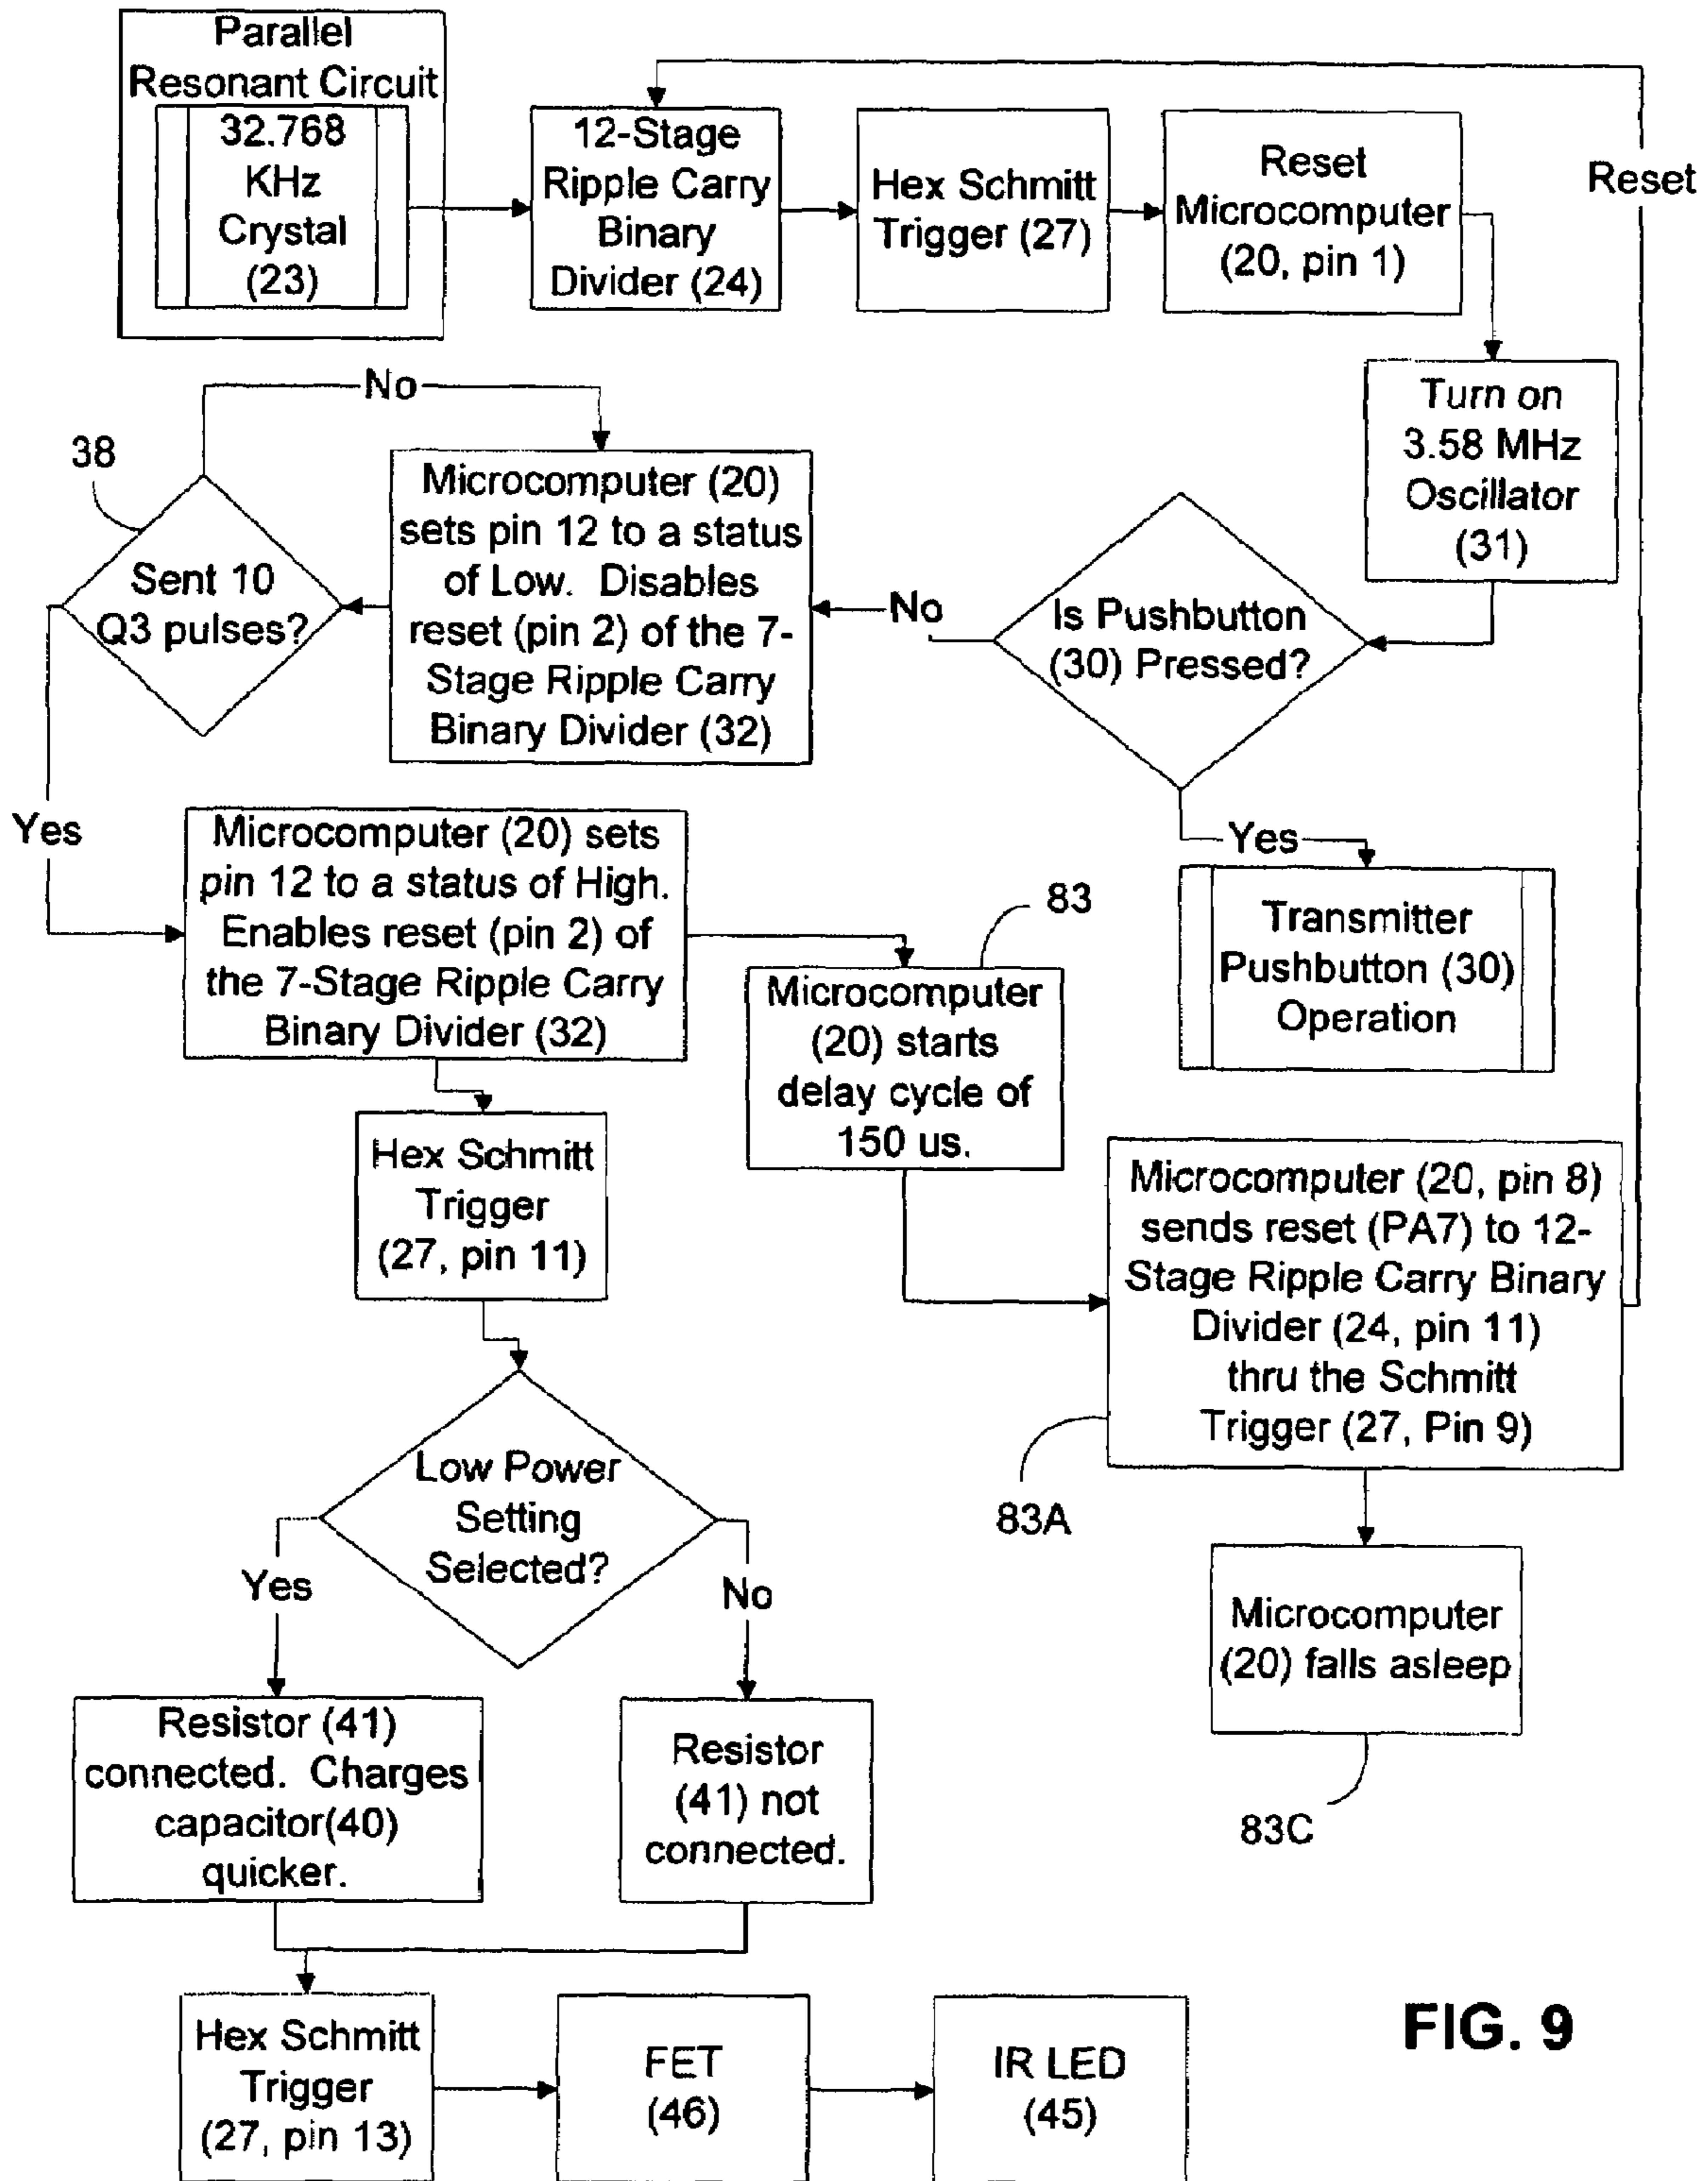 Parallel
Resonant Circuit
32.768
KHz
Crystal
(23)
12-Stage
Ripple Carry
Binary
Divider (24)
Hex Schmitt
Trigger (27)
Reset
Microcomputer
(20, pin 1)
Reset
Turn on
3.58 MHz
Oscillator
(31)
No
38
Sent 10
Q3 pulses?
Microcomputer (20)
sets pin 12 to a status
of Low. Disables
reset (pin 2) of the 7-
Stage Ripple Carry
Binary Divider (32)
No
Is Pushbutton
(30) Pressed?
Yes
Microcomputer (20) sets
pin 12 to a status of High.
Enables reset (pin 2) of
the 7-Stage Ripple Carry
Binary Divider (32)
83
Microcomputer
(20) starts
delay cycle of
150 us.
Yes
Transmitter
Pushbutton (30)
Operation
Hex Schmitt
Trigger
(27, pin 11)
Microcomputer (20, pin 8)
sends reset (PA7) to 12-
Stage Ripple Carry Binary
Divider (24, pin 11)
thru the Schmitt
Trigger (27, Pin 9)
83A
Low Power
Setting
Selected?
Yes
No
Microcomputer
(20) falls asleep
83C
Resistor (41)
connected. Charges
capacitor(40)
quicker.
Resistor
(41) not
connected.
Hex Schmitt
Trigger
(27, pin 13)
FET
(46)
IR LED
(45)
FIG. 9